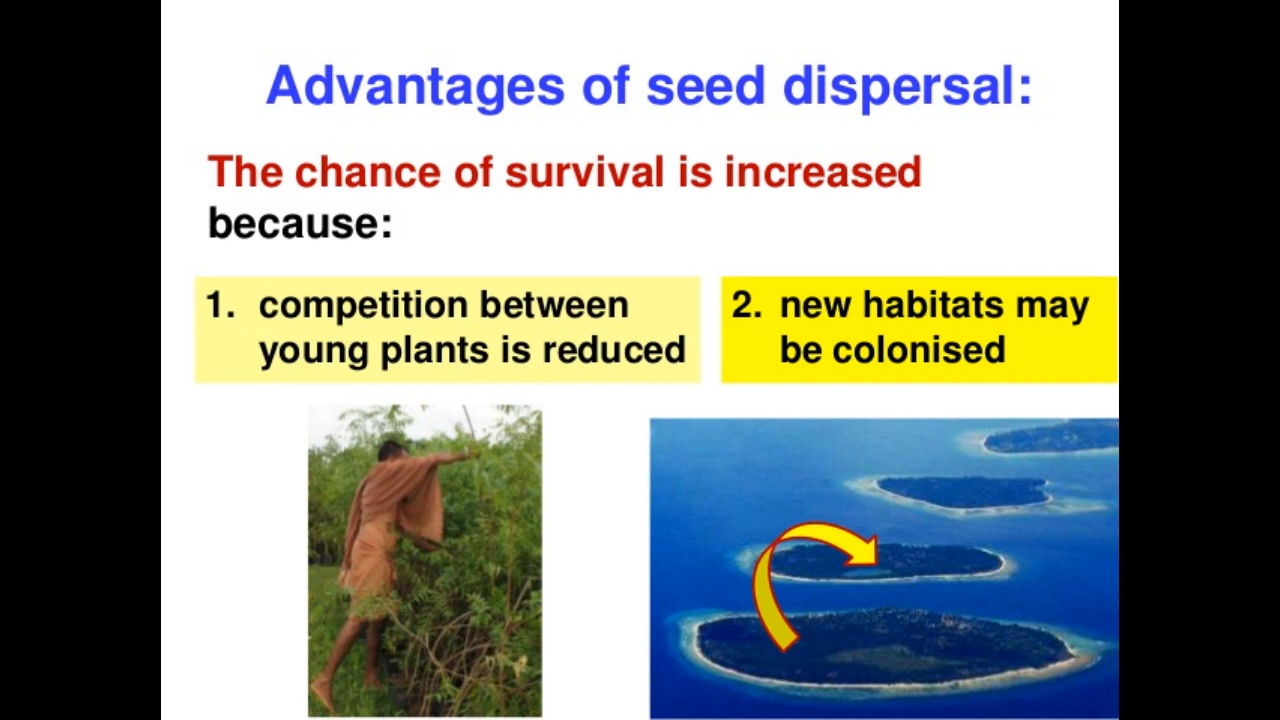 Advantages of seed dispersal:
The chance of survival is increased
because:
1. competition between
young plants is reduced
2. new habitats may
be colonised